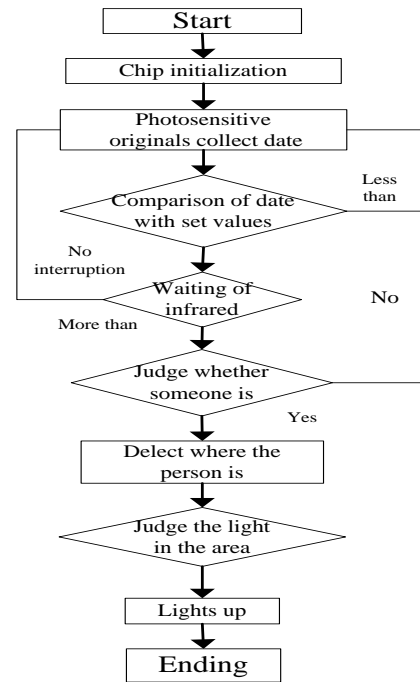 Start
Chip initialization
Photosensitive
originals collect date
Comparison of date
with set values
Less
than
No
interruption
Waiting of
infrared
No
More than
Judge whether
someone is
Yes
Delect where the
person is
Judge the light
in the area
Lights up
Ending